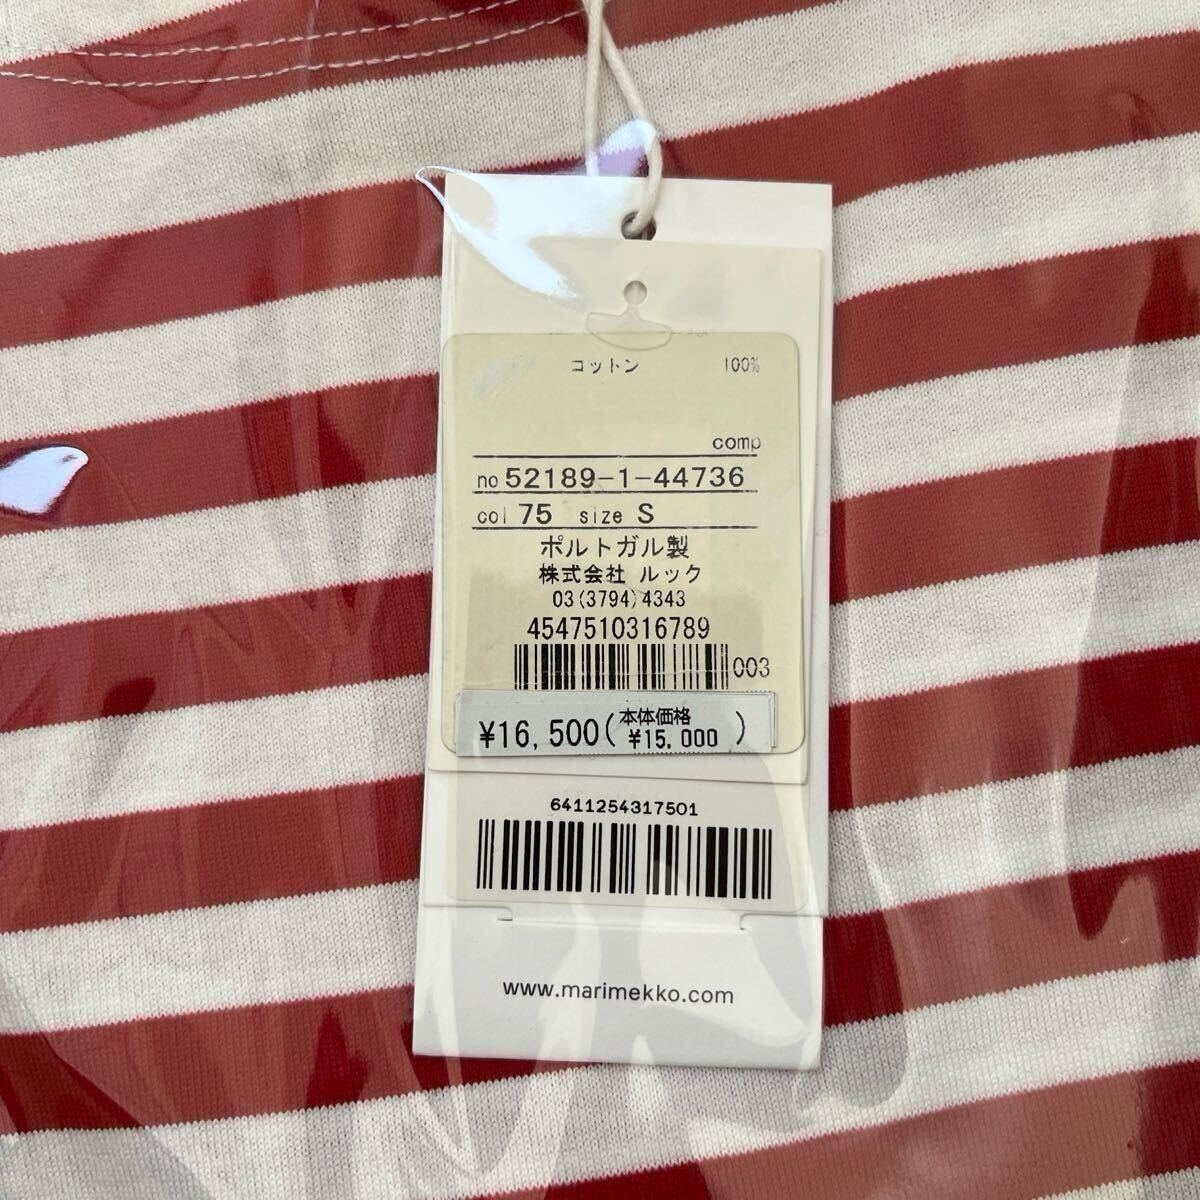 コットン 100%
comp
no 52189-1-44736
col 75 size S
ポルトガル製
株式会社 ルック
03(3794)4343
4547510316789
003
¥16,500(本体価格 ¥15,000)
6411254317501
www.marimekko.com